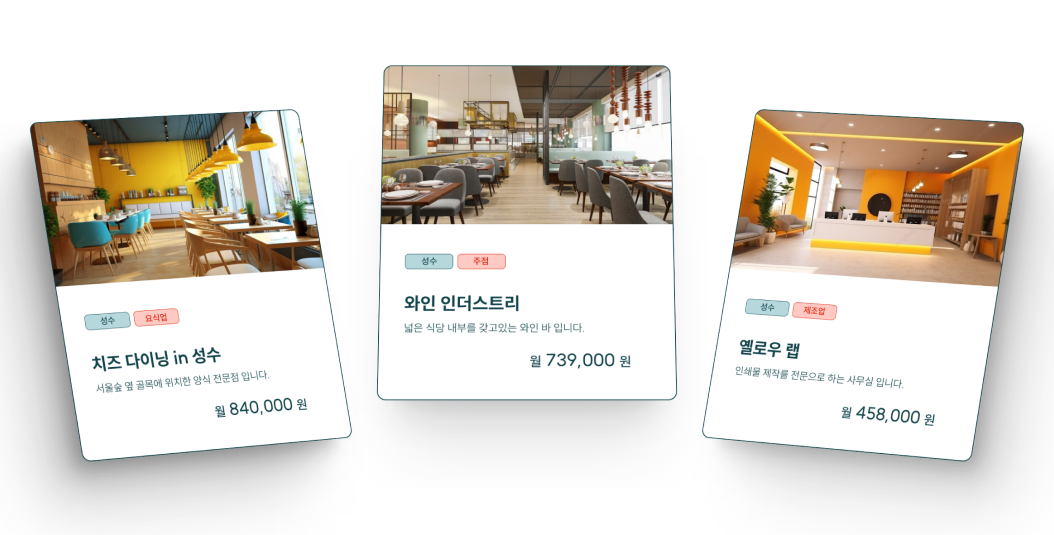 성수 요식업
치즈 다이닝 in 성수
서울숲 옆 골목에 위치한 양식 전문점 입니다.
월 840,000 원
성수 주점
와인 인더스트리
넓은 식당 내부를 갖고있는 와인 바 입니다.
월 739,000 원
성수 제조업
옐로우 랩
인쇄물 제작을 전문으로 하는 사무실 입니다.
월 458,000 원